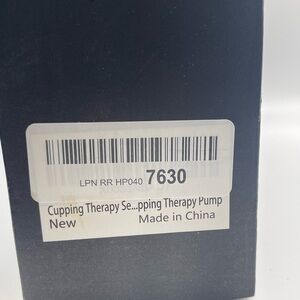 LPN RR HP040 7630
Cupping Therapy Se...pping Therapy Pump
New Made in China